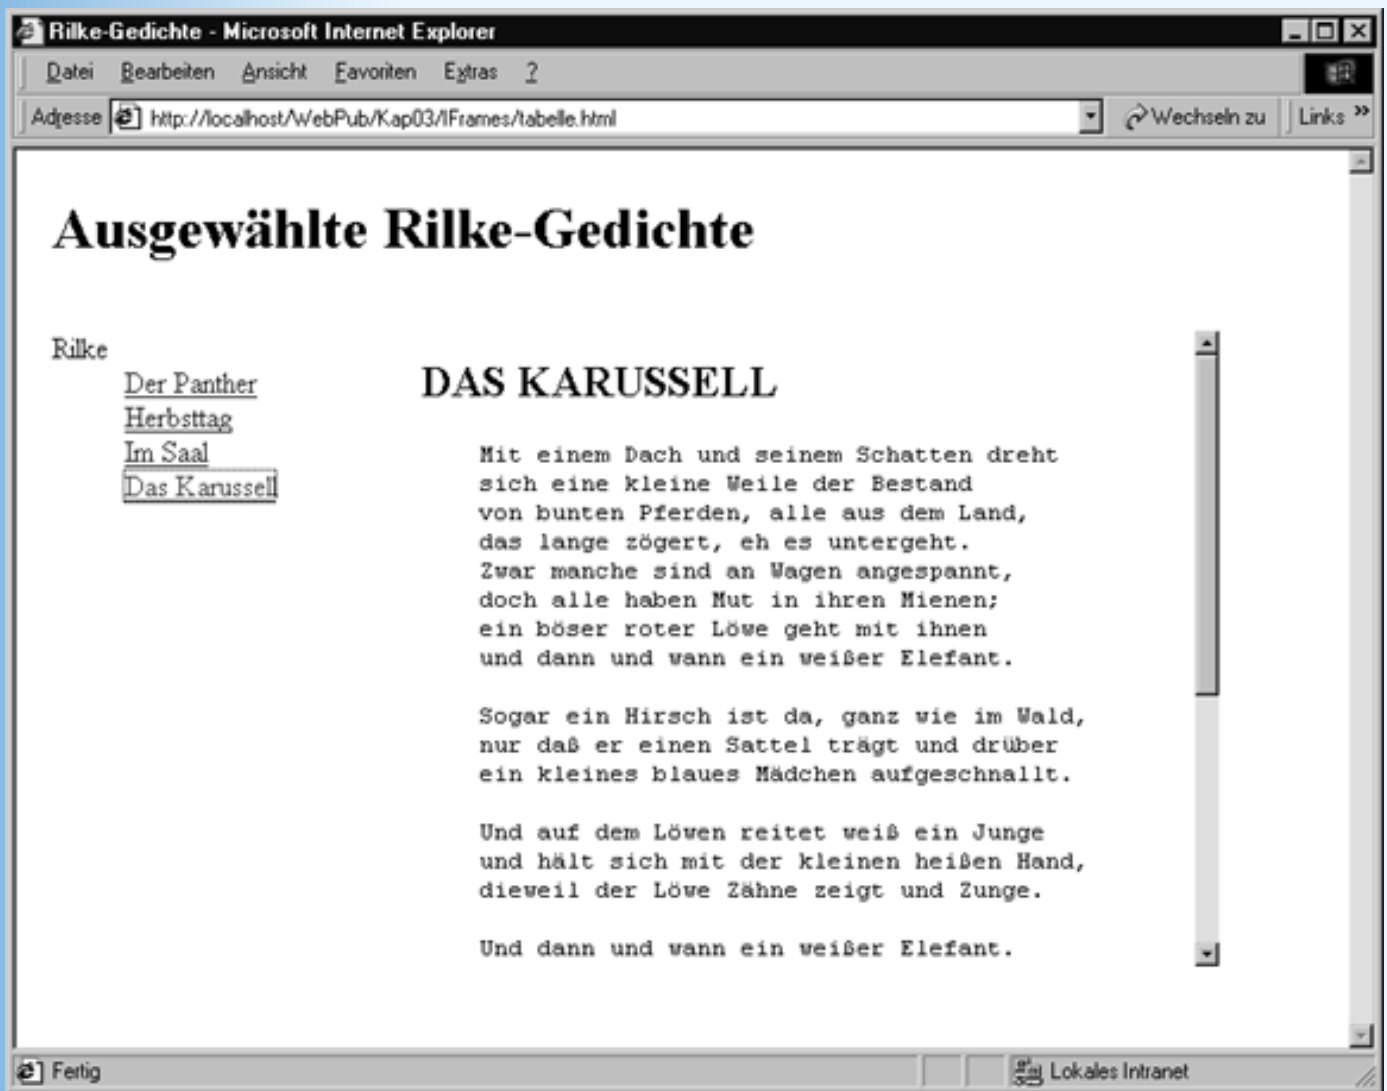 Rilke-Gedichte - Microsoft Internet Explorer
Datei Bearbeiten Ansicht Favoriten Extras ?
Adresse http://localhost/WebPub/Kap03/IFrames/tabelle.html Wechseln zu Links »
Ausgewählte Rilke-Gedichte
Rilke
Der Panther
Herbsttag
Im Saal
Das Karussell
DAS KARUSSELL
Mit einem Dach und seinem Schatten dreht
sich eine kleine Weile der Bestand
von bunten Pferden, alle aus dem Land,
das lange zögert, eh es untergeht.
Zwar manche sind an Wagen angespannt,
doch alle haben Mut in ihren Mienen;
ein böser roter Löwe geht mit ihnen
und dann und wann ein weißer Elefant.
Sogar ein Hirsch ist da, ganz wie im Wald,
nur daß er einen Sattel trägt und drüber
ein kleines blaues Mädchen aufgeschnallt.
Und auf dem Löwen reitet weiß ein Junge
und hält sich mit der kleinen heißen Hand,
dieweil der Löwe Zähne zeigt und Zunge.
Und dann und wann ein weißer Elefant.
Fertig Lokales Intranet